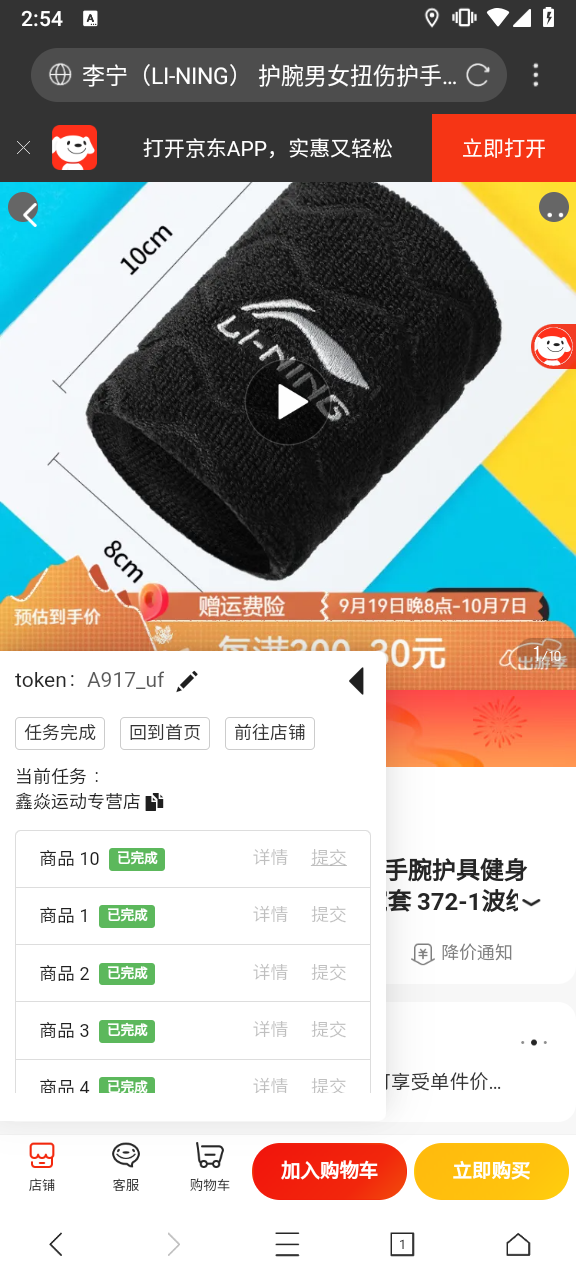 2:54
A
李宁（LI-NING） 护腕男女扭伤护手...
打开京东APP，实惠又轻松
立即打开
10cm
LI-NING
8cm
预估到手价
赠运费险
9月19日晚8点-10月7日
每满300-30元
出游季
1/10
token： A917_uf
任务完成
回到首页
前往店铺
当前任务：
鑫焱运动专营店
商品 10 已完成 详情 提交
商品 1 已完成 详情 提交
商品 2 已完成 详情 提交
商品 3 已完成 详情 提交
商品 4 已完成 详情 提交
手腕护具健身
套 372-1波纹
降价通知
可享受单件价...
店铺
客服
购物车
加入购物车
立即购买
1